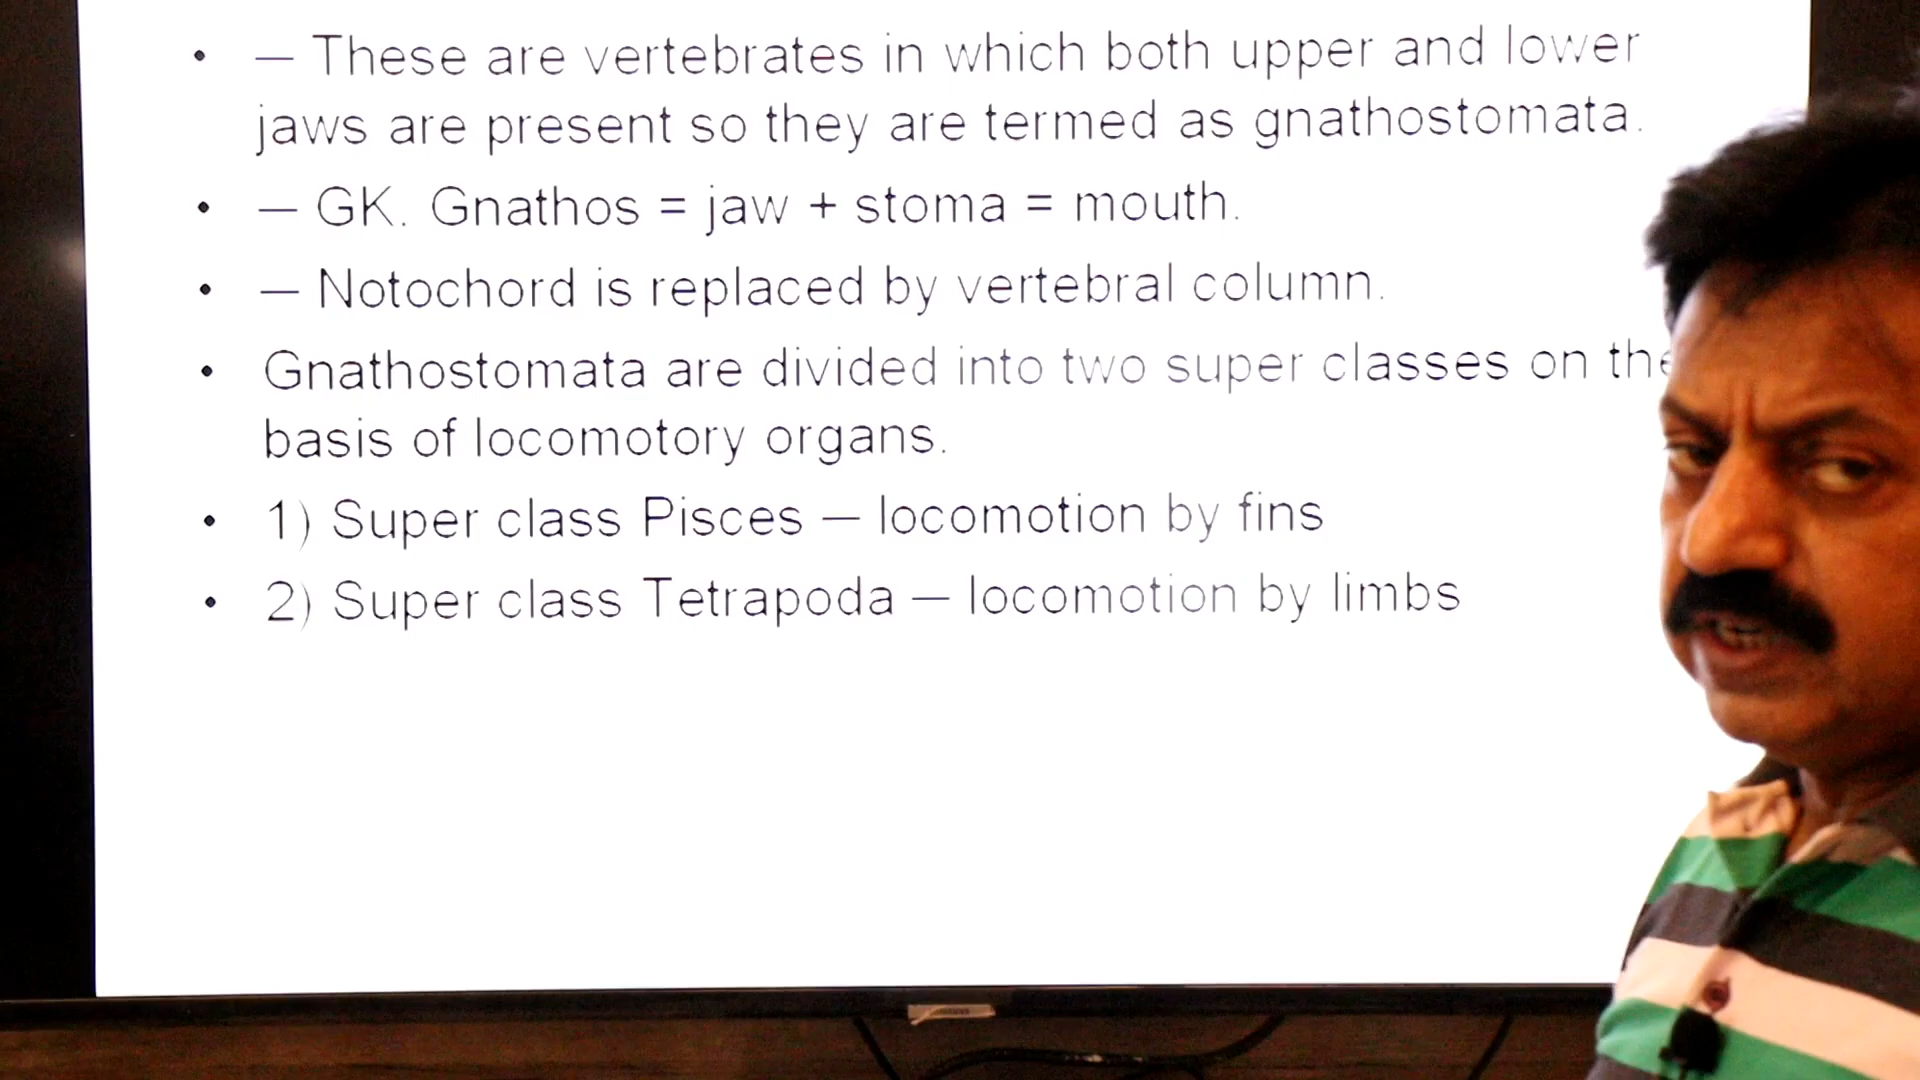 • — These are vertebrates in which both upper and lower
jaws are present so they are termed as gnathostomata.
• — GK. Gnathos = jaw + stoma = mouth.
• — Notochord is replaced by vertebral column.
• Gnathostomata are divided into two super classes on the
basis of locomotory organs.
• 1) Super class Pisces — locomotion by fins
• 2) Super class Tetrapoda — locomotion by limbs